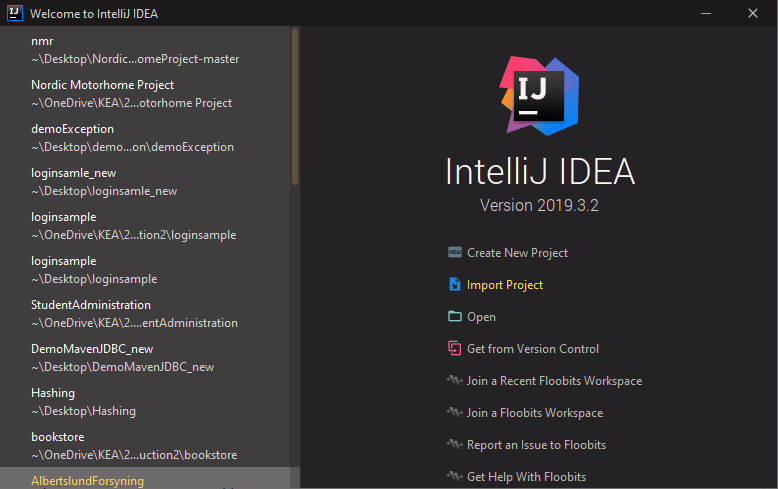 Welcome to IntelliJ IDEA
nmr
~\Desktop\Nordic...omeProject-master
Nordic Motorhome Project
~\OneDrive\KEA\2...otorhome Project
demoException
~\Desktop\demo...on\demoException
loginsamle_new
~\Desktop\loginsamle_new
loginsample
~\OneDrive\KEA\2...tion2\loginsample
loginsample
~\Desktop\loginsample
StudentAdministration
~\OneDrive\KEA\2....entAdministration
DemoMavenJDBC_new
~\Desktop\DemoMavenJDBC_new
Hashing
~\Desktop\Hashing
bookstore
~\OneDrive\KEA\2...uction2\bookstore
AlbertslundForsyning
IJ
IntelliJ IDEA
Version 2019.3.2
Create New Project
Import Project
Open
Get from Version Control
Join a Recent Floobits Workspace
Join a Floobits Workspace
Report an Issue to Floobits
Get Help With Floobits